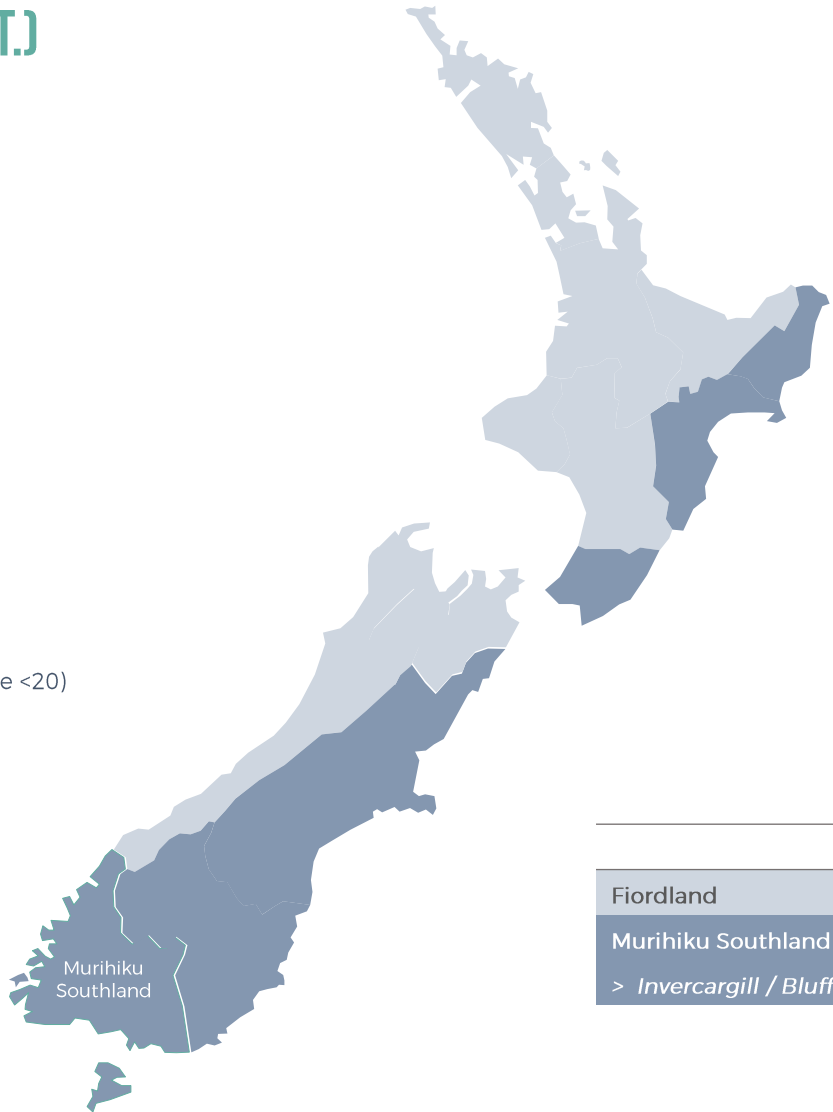 T.)
e <20)
Fiordland
Murihiku Southland
> Invercargill / Bluff
Murihiku
Southland